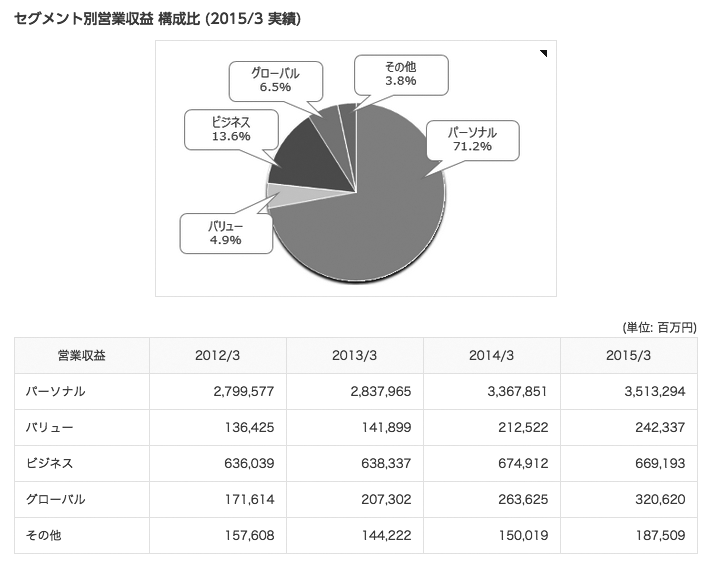 セグメント別営業収益 構成比 (2015/3 実績)
グローバル
6.5%
その他
3.8%
ビジネス
13.6%
パーソナル
71.2%
バリュー
4.9%
(単位: 百万円)
営業収益 2012/3 2013/3 2014/3 2015/3
パーソナル 2,799,577 2,837,965 3,367,851 3,513,294
バリュー 136,425 141,899 212,522 242,337
ビジネス 636,039 638,337 674,912 669,193
グローバル 171,614 207,302 263,625 320,620
その他 157,608 144,222 150,019 187,509